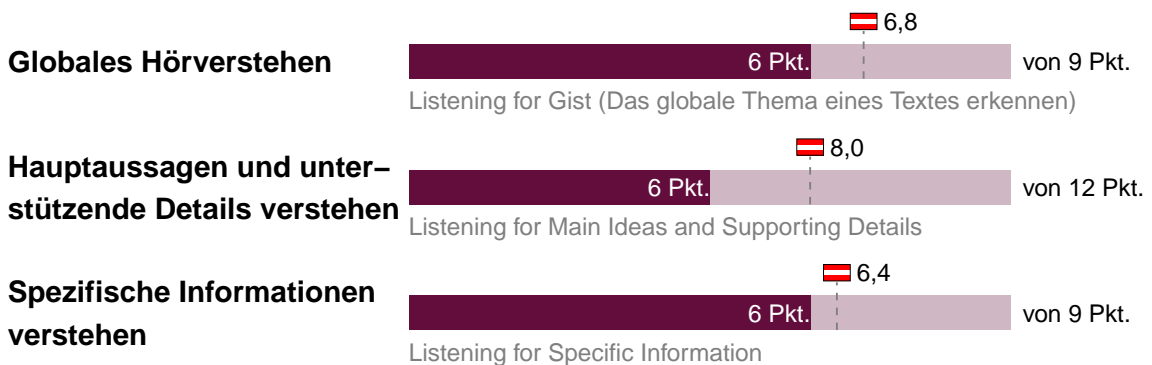 6,8
Globales Hörverstehen
6 Pkt.
von 9 Pkt.
Listening for Gist (Das globale Thema eines Textes erkennen)
8,0
Hauptaussagen und unter–
stützende Details verstehen
6 Pkt.
von 12 Pkt.
Listening for Main Ideas and Supporting Details
6,4
Spezifische Informationen
verstehen
6 Pkt.
von 9 Pkt.
Listening for Specific Information